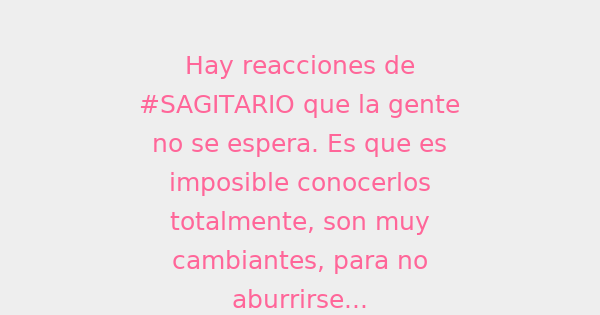 Hay reacciones de
#SAGITARIO que la gente
no se espera. Es que es
imposible conocerlos
totalmente, son muy
cambiantes, para no
aburrirse...